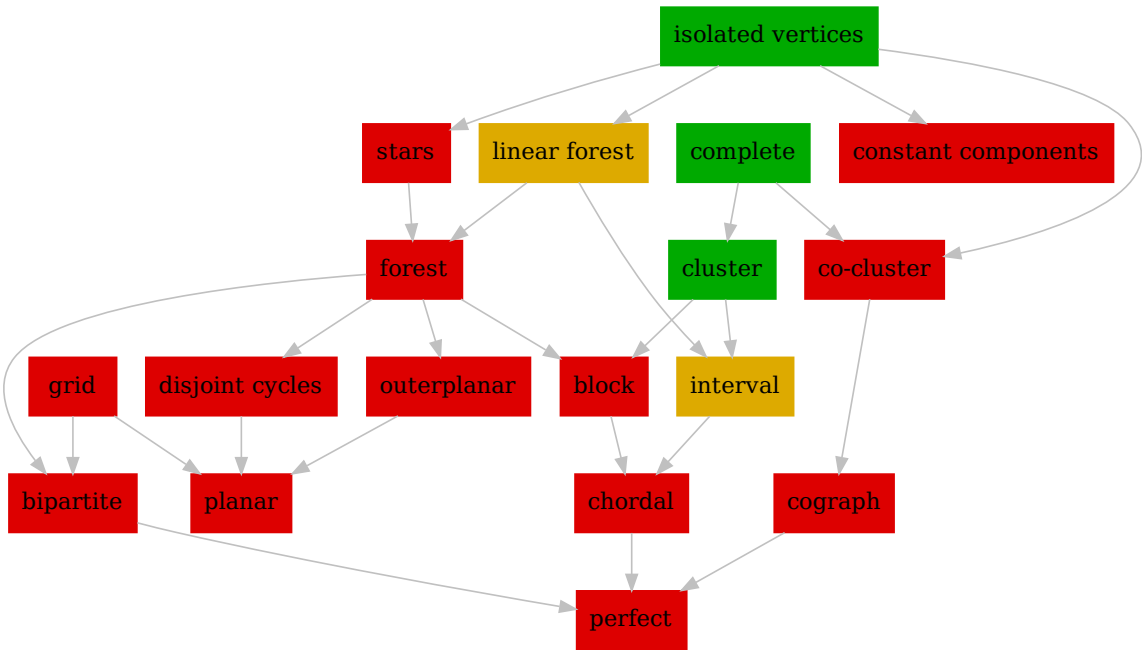 isolated vertices
stars
linear forest
complete
constant components
forest
cluster
co-cluster
grid
disjoint cycles
outerplanar
block
interval
bipartite
planar
chordal
cograph
perfect